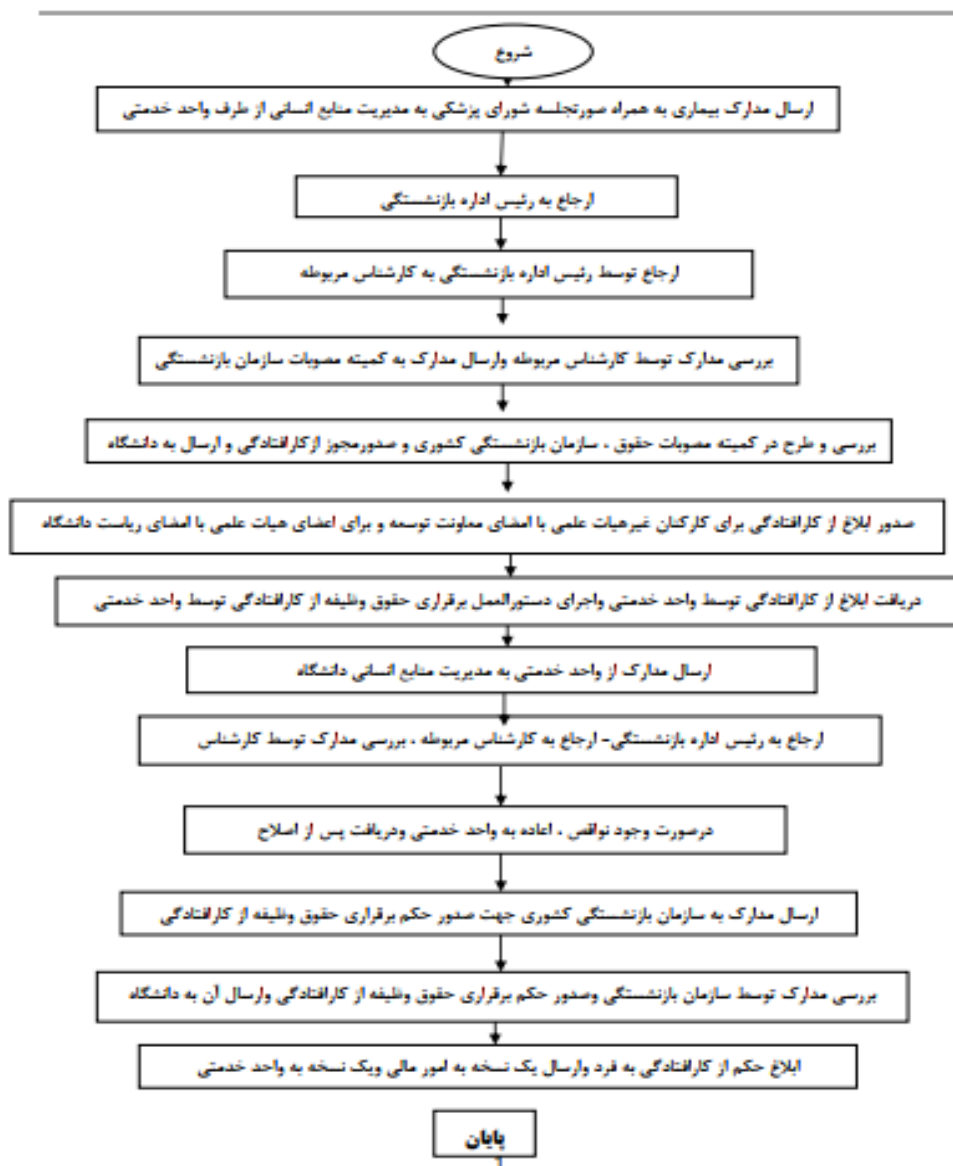 شروع
ارسال مدارک بیماری به همراه صورتجلسه شورای پزشکی به مدیریت منابع انسانی از طرف واحد خدمتی
ارجاع به رئیس اداره بازنشستگی
ارجاع توسط رئیس اداره بازنشستگی به کارشناس مربوطه
بررسی مدارک توسط کارشناس مربوطه وارسال مدارک به کمیته مصوبات سازمان بازنشستگی
بررسی و طرح در کمیته مصوبات حقوق ، سازمان بازنشستگی کشوری و صدورمجوز ازکارافتادگی و ارسال به دانشگاه
صدور ابلاغ از کارافتادگی برای کارکنان غیرهیات علمی با امضای معاونت توسعه و برای اعضای هیات علمی با امضای ریاست دانشگاه
دریافت ابلاغ از کارافتادگی توسط واحد خدمتی واجرای دستورالعمل برقراری حقوق وظیفه از کارافتادگی توسط واحد خدمتی
ارسال مدارک از واحد خدمتی به مدیریت منابع انسانی دانشگاه
ارجاع به رئیس اداره بازنشستگی- ارجاع به کارشناس مربوطه ، بررسی مدارک توسط کارشناس
درصورت وجود نواقص ، اعاده به واحد خدمتی ودریافت پس از اصلاح
ارسال مدارک به سازمان بازنشستگی کشوری جهت صدور حکم برقراری حقوق وظیفه از کارافتادگی
بررسی مدارک توسط سازمان بازنشستگی وصدور حکم برقراری حقوق وظیفه از کارافتادگی وارسال آن به دانشگاه
ابلاغ حکم از کارافتادگی به فرد وارسال یک نسخه به امور مالی ویک نسخه به واحد خدمتی
پایان